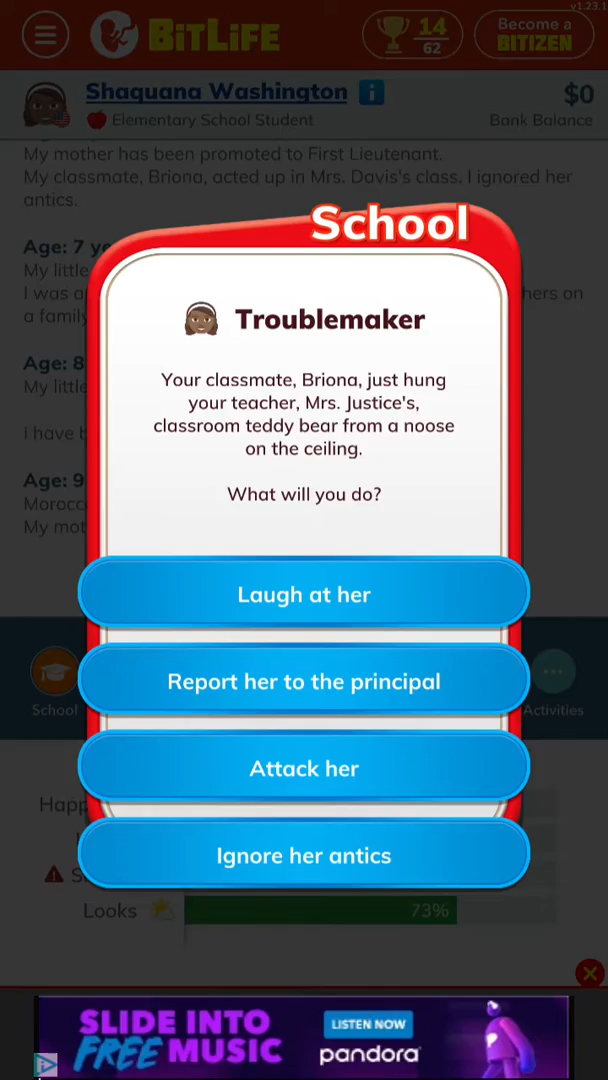 v1.23.1
BITLIFE
14
62
Become a
BITIZEN
Shaquana Washington i
$0
Elementary School Student
Bank Balance
My mother has been promoted to First Lieutenant.
My classmate, Briona, acted up in Mrs. Davis's class. I ignored her
antics.
Age: 7 ye
My little
I was a
hers on
a family
Age: 8
My little
I have b
Age: 9
Morocc
My mot
School
Troublemaker
Your classmate, Briona, just hung
your teacher, Mrs. Justice's,
classroom teddy bear from a noose
on the ceiling.
What will you do?
Laugh at her
Report her to the principal
Attack her
Ignore her antics
School
Activities
Happ
S
Looks
73%
SLIDE INTO
FREE MUSIC
LISTEN NOW
pandora